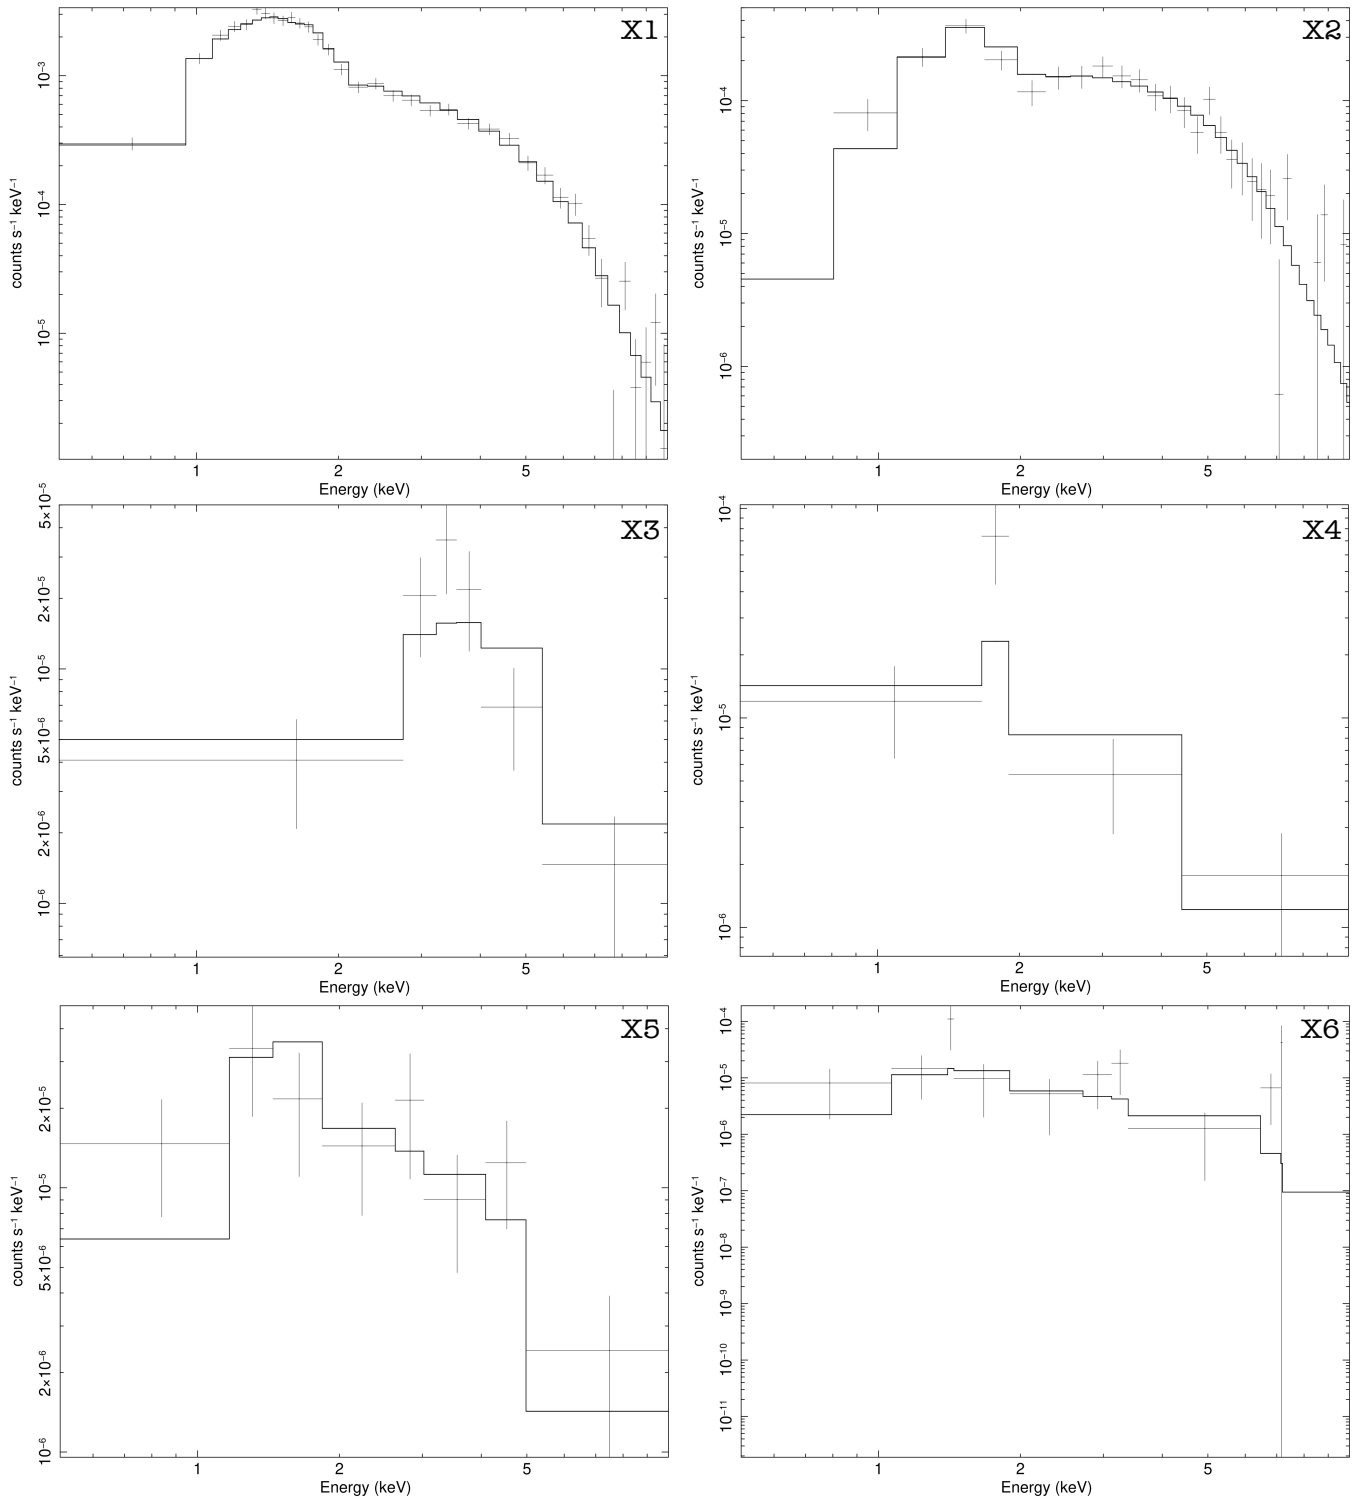 X1
10⁻³
10⁻⁴
10⁻⁵
counts s⁻¹ keV⁻¹
1 2 5
Energy (keV)
X2
10⁻⁴
10⁻⁵
10⁻⁶
counts s⁻¹ keV⁻¹
1 2 5
Energy (keV)
X3
5×10⁻⁵
2×10⁻⁵
10⁻⁵
5×10⁻⁶
2×10⁻⁶
10⁻⁶
counts s⁻¹ keV⁻¹
1 2 5
Energy (keV)
X4
10⁻⁴
10⁻⁵
10⁻⁶
counts s⁻¹ keV⁻¹
1 2 5
Energy (keV)
X5
2×10⁻⁵
10⁻⁵
5×10⁻⁶
2×10⁻⁶
10⁻⁶
counts s⁻¹ keV⁻¹
1 2 5
Energy (keV)
X6
10⁻⁴
10⁻⁵
10⁻⁶
10⁻⁷
10⁻⁸
10⁻⁹
10⁻¹⁰
10⁻¹¹
counts s⁻¹ keV⁻¹
1 2 5
Energy (keV)